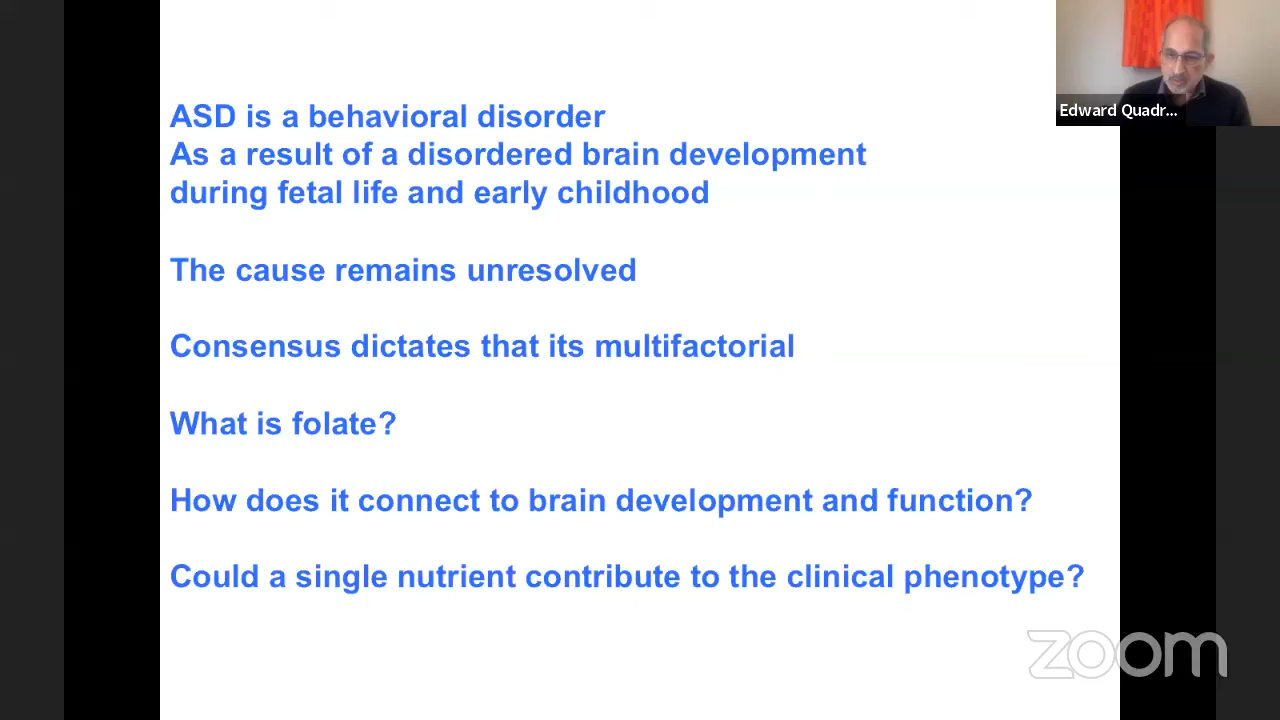 ASD is a behavioral disorder
As a result of a disordered brain development
during fetal life and early childhood
The cause remains unresolved
Consensus dictates that its multifactorial
What is folate?
How does it connect to brain development and function?
Could a single nutrient contribute to the clinical phenotype?
Edward Quadr...
zoom